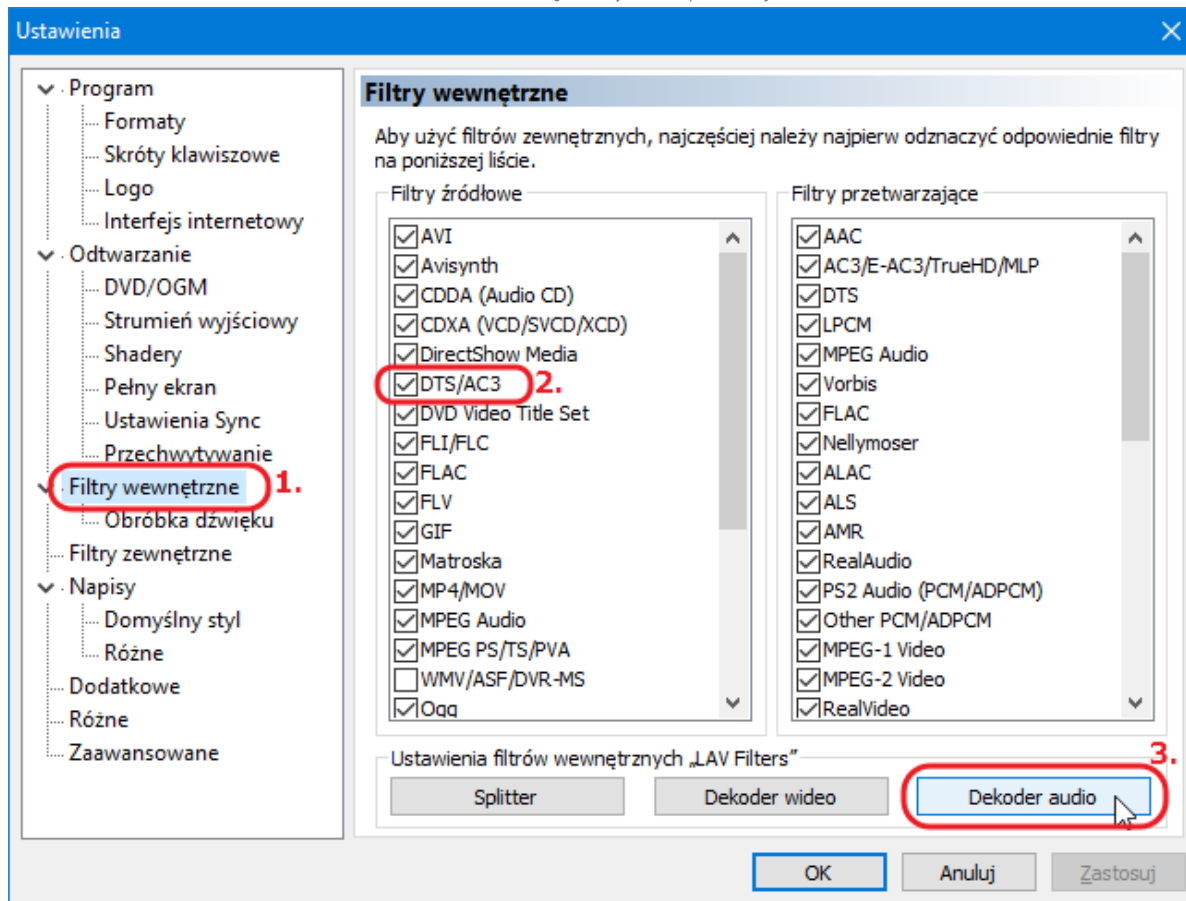 Ustawienia
Program
Formaty
Skróty klawiszowe
Logo
Interfejs internetowy
Odtwarzanie
DVD/OGM
Strumień wyjściowy
Shadery
Pełny ekran
Ustawienia Sync
Przechwytywanie
Filtry wewnętrzne 1.
Obróbka dźwięku
Filtry zewnętrzne
Napisy
Domyślny styl
Różne
Dodatkowe
Różne
Zaawansowane
Filtry wewnętrzne
Aby użyć filtrów zewnętrznych, najczęściej należy najpierw odznaczyć odpowiednie filtry
na poniższej liście.
Filtry źródłowe
AVI
Avisynth
CDDA (Audio CD)
CDXA (VCD/SVCD/XCD)
DirectShow Media
DTS/AC3 2.
DVD Video Title Set
FLI/FLC
FLAC
FLV
GIF
Matroska
MP4/MOV
MPEG Audio
MPEG PS/TS/PVA
WMV/ASF/DVR-MS
Ogg
Filtry przetwarzające
AAC
AC3/E-AC3/TrueHD/MLP
DTS
LPCM
MPEG Audio
Vorbis
FLAC
Nellymoser
ALAC
ALS
AMR
RealAudio
PS2 Audio (PCM/ADPCM)
Other PCM/ADPCM
MPEG-1 Video
MPEG-2 Video
RealVideo
Ustawienia filtrów wewnętrznych „LAV Filters”
3.
Splitter
Dekoder wideo
Dekoder audio
OK
Anuluj
Zastosuj